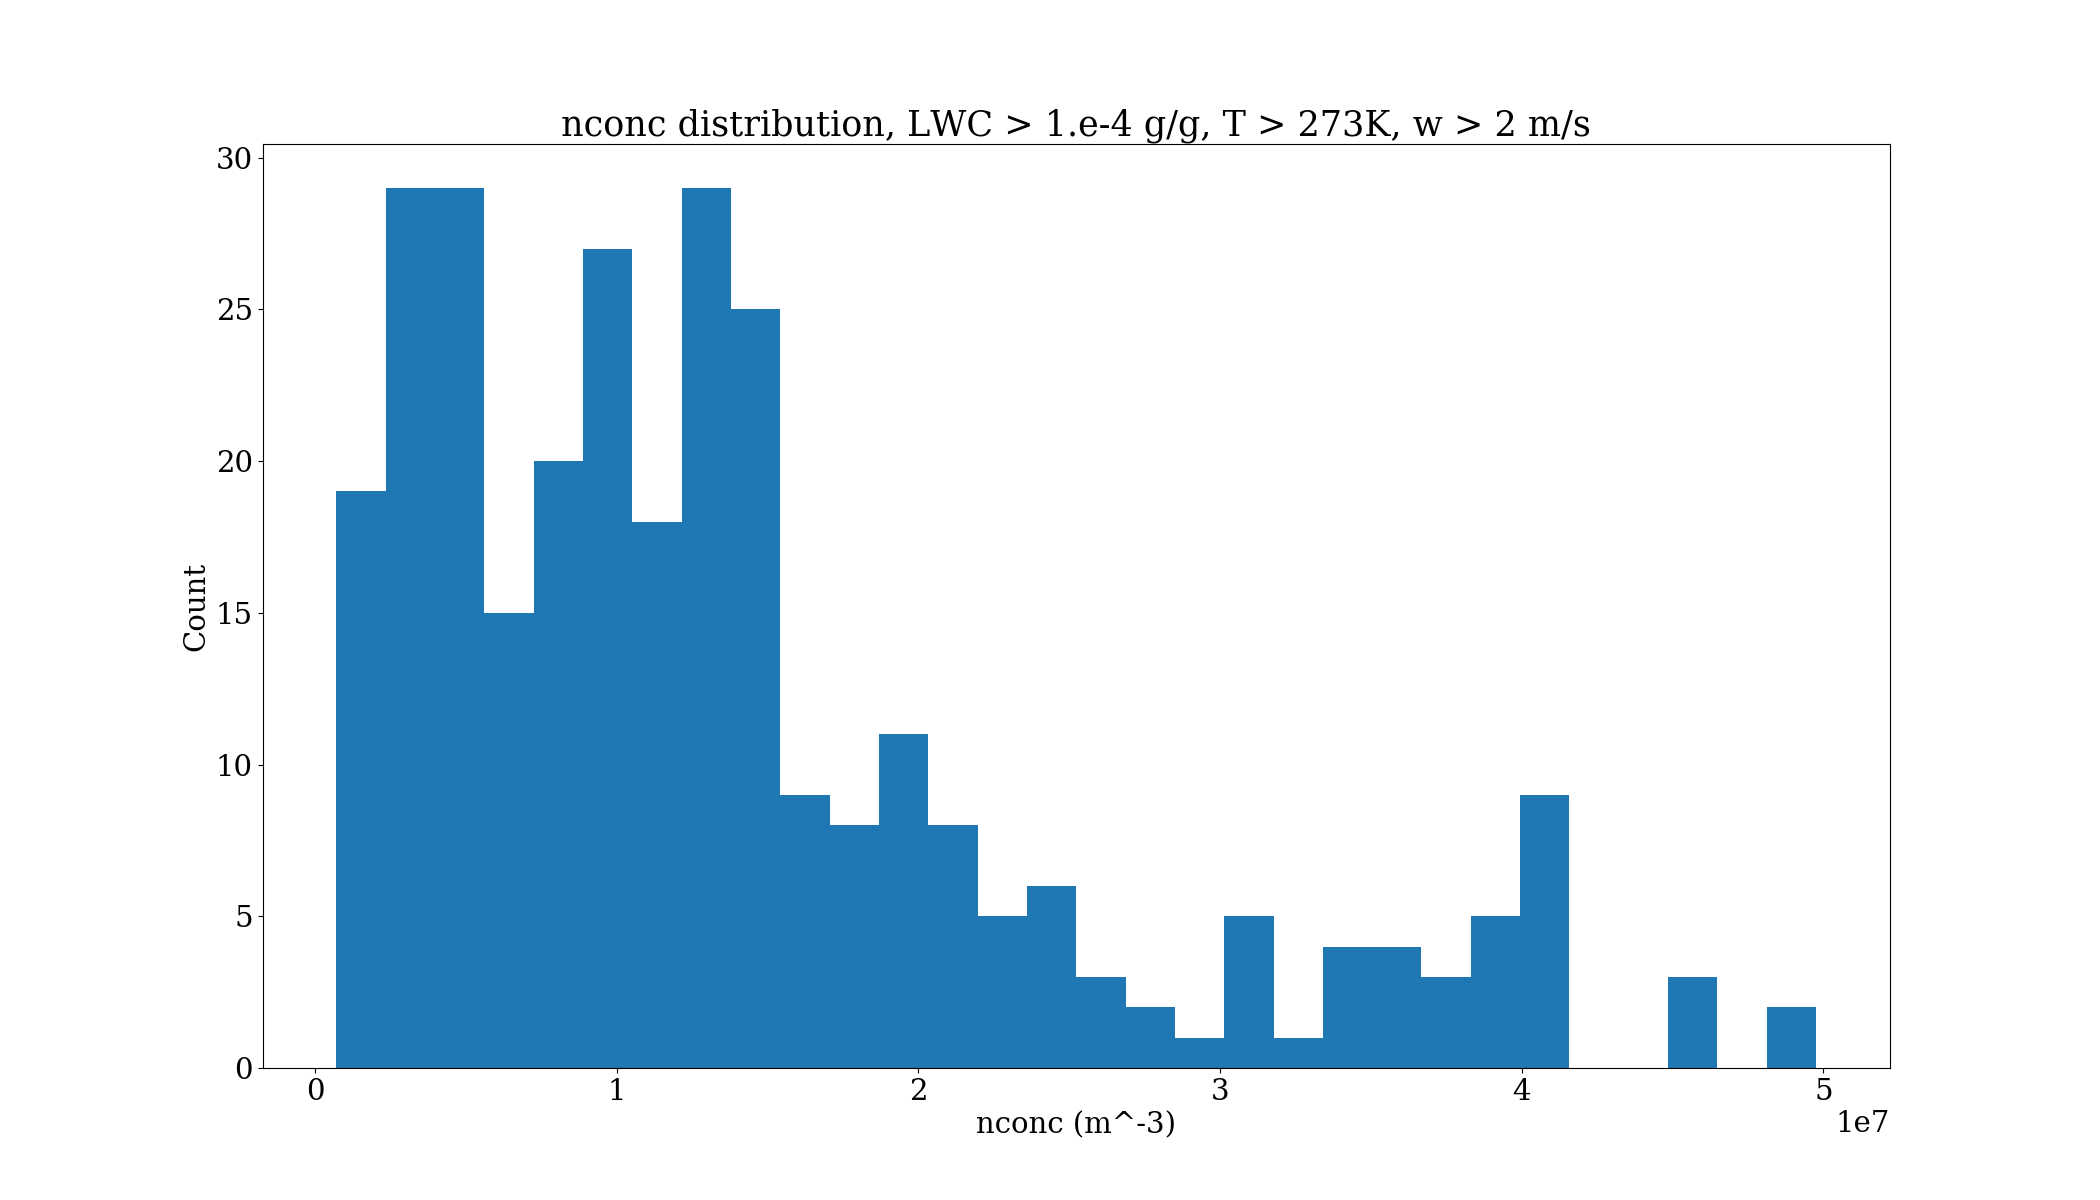 nconc distribution, LWC > 1.e-4 g/g, T > 273K, w > 2 m/s
30
25
20
15
10
5
0
Count
0 1 2 3 4 5
1e7
nconc (m^-3)